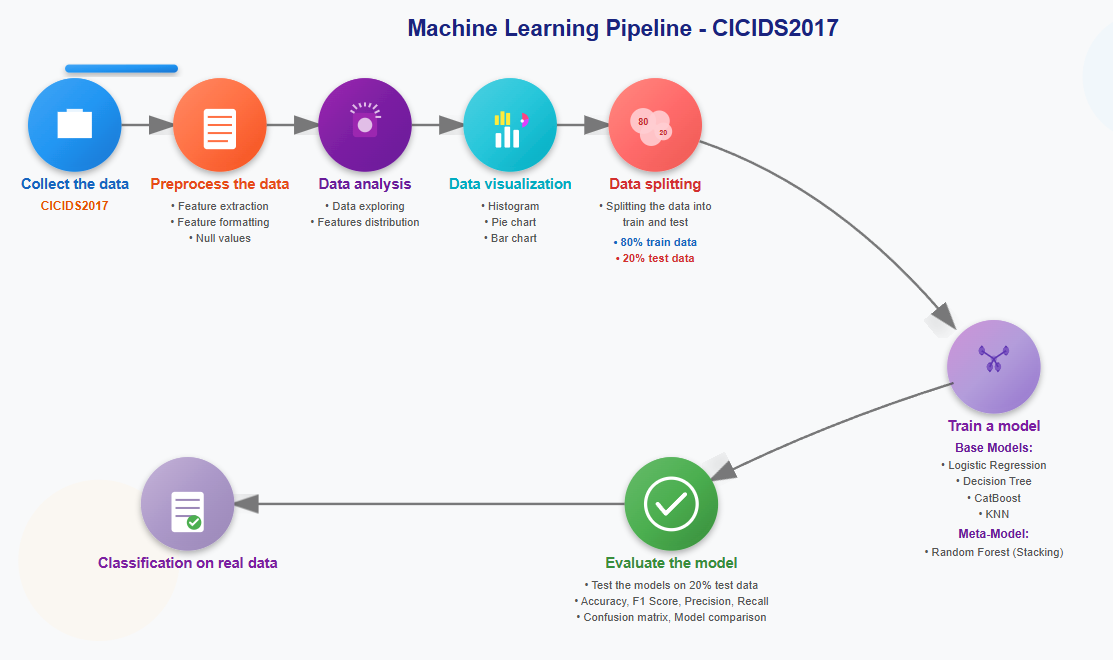 Machine Learning Pipeline - CICIDS2017
Collect the data
CICIDS2017
Preprocess the data
• Feature extraction
• Feature formatting
• Null values
Data analysis
• Data exploring
• Features distribution
Data visualization
• Histogram
• Pie chart
• Bar chart
80
20
Data splitting
• Splitting the data into
train and test
• 80% train data
• 20% test data
Train a model
Base Models:
• Logistic Regression
• Decision Tree
• CatBoost
• KNN
Meta-Model:
• Random Forest (Stacking)
Evaluate the model
• Test the models on 20% test data
• Accuracy, F1 Score, Precision, Recall
• Confusion matrix, Model comparison
Classification on real data